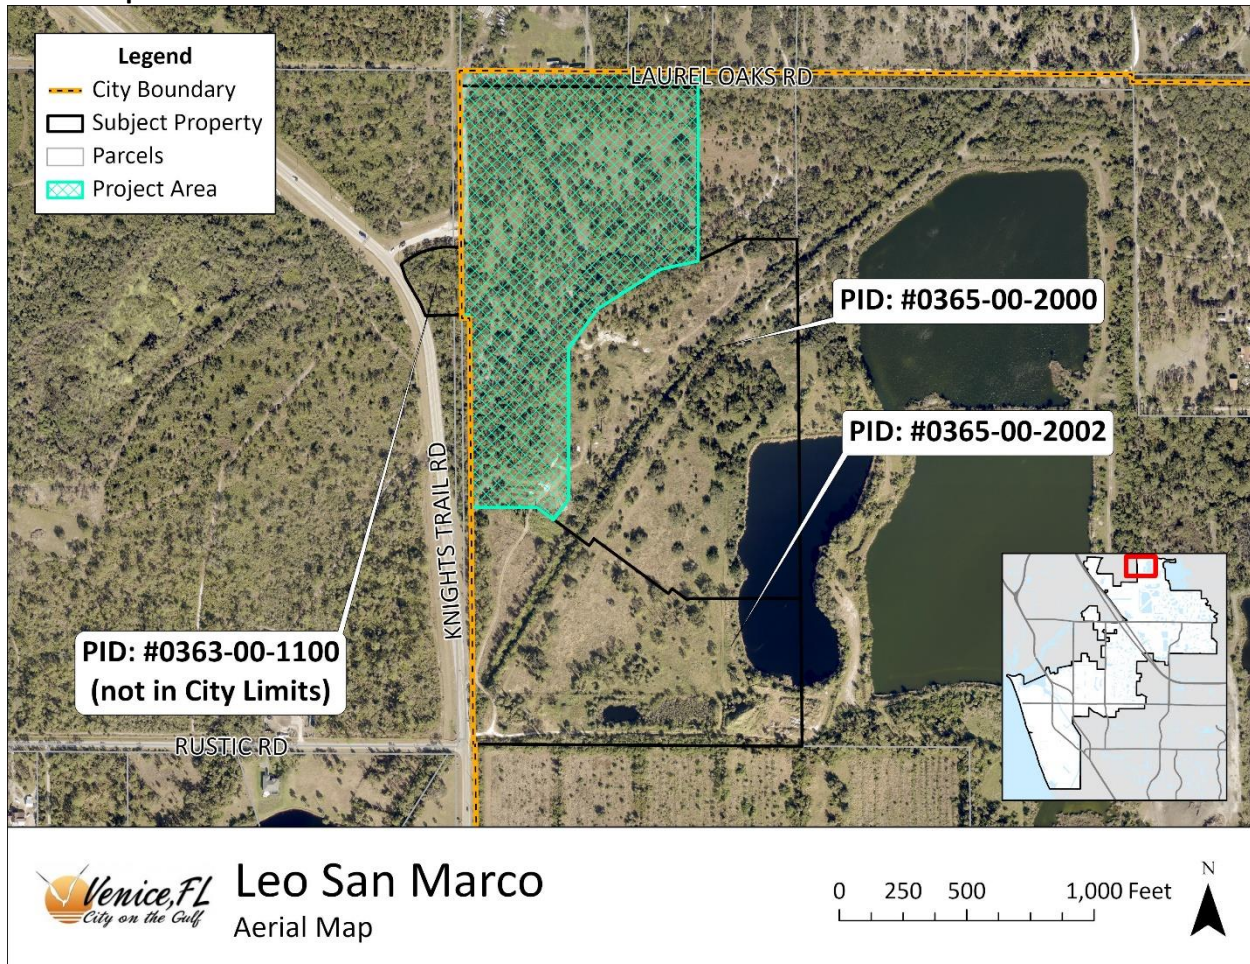 Legend
City Boundary
Subject Property
Parcels
Project Area
LAUREL OAKS RD
PID: #0365-00-2000
PID: #0365-00-2002
KNIGHTS TRAIL RD
PID: #0363-00-1100
(not in City Limits)
RUSTIC RD
Venice, FL
City on the Gulf
Leo San Marco
Aerial Map
0 250 500 1,000 Feet
N